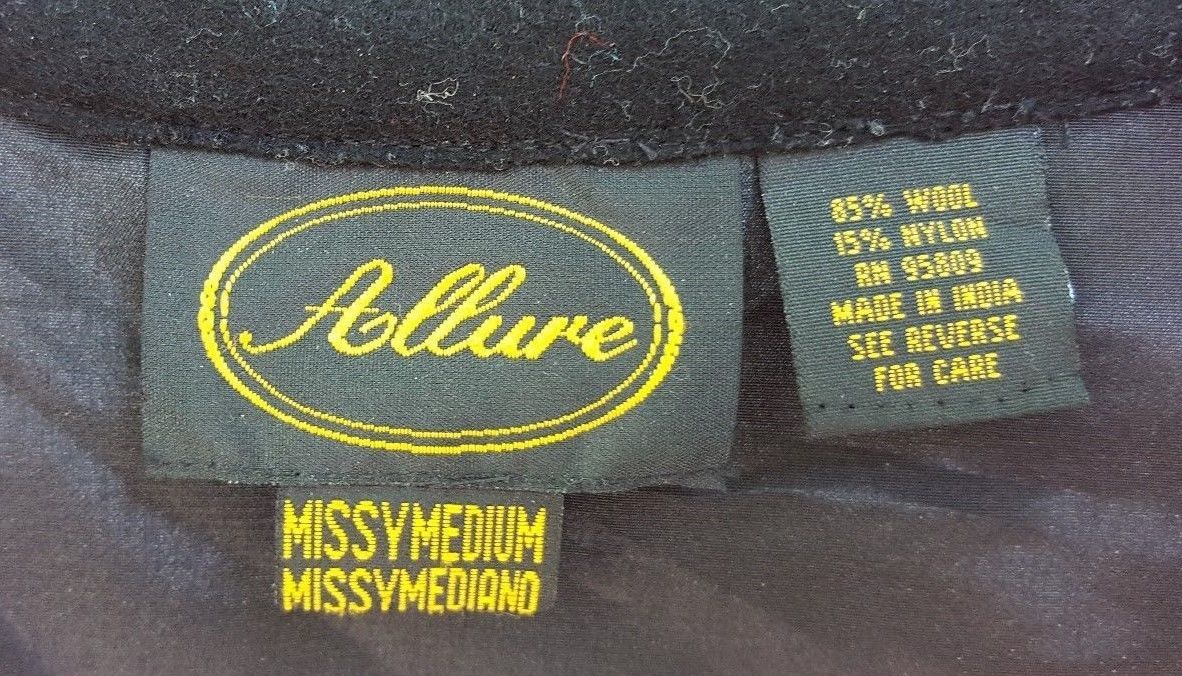 Allure
MISSYMEDIUM
MISSYMEDIANO
85% WOOL
15% NYLON
RN 95809
MADE IN INDIA
SEE REVERSE
FOR CARE